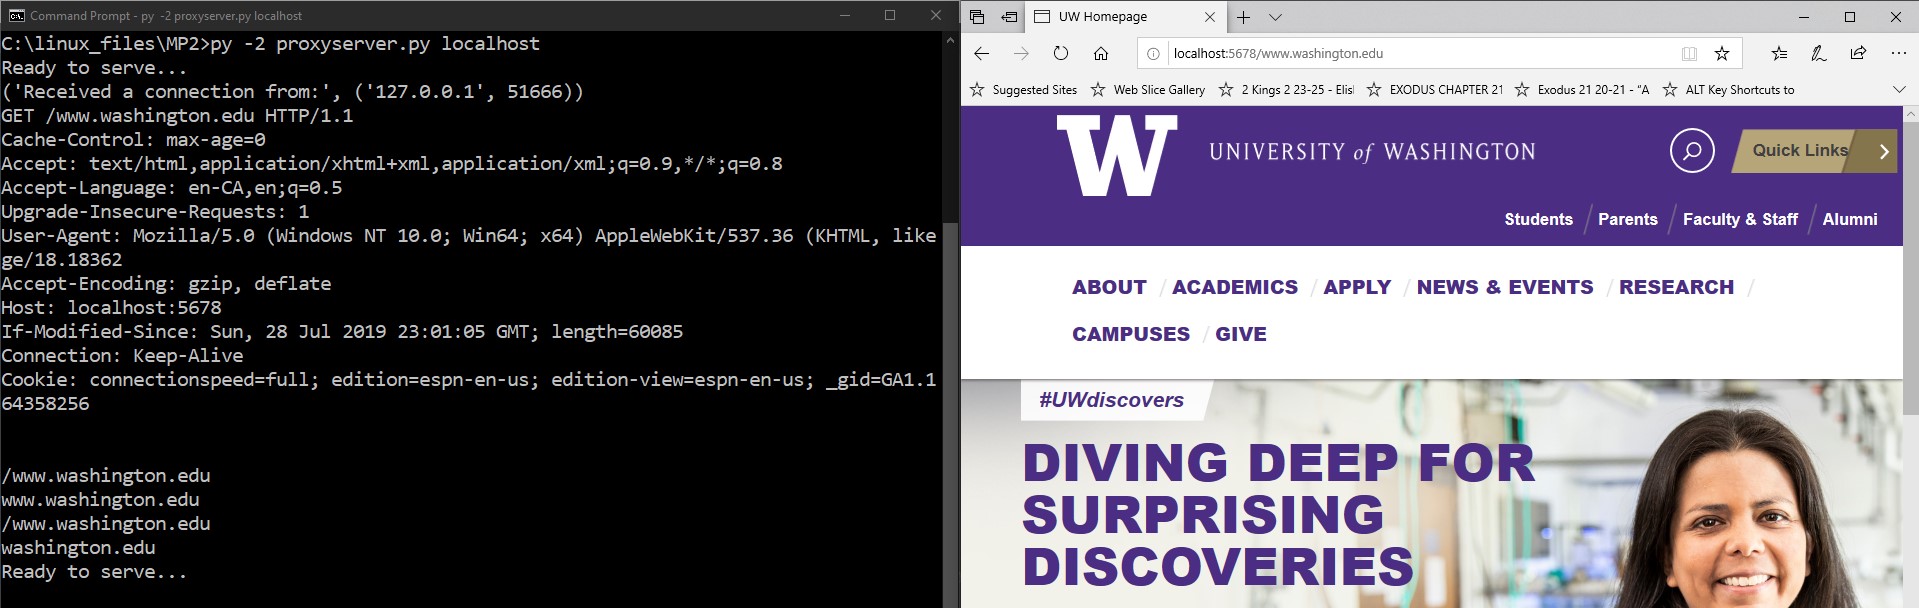 Command Prompt - py -2 proxyserver.py localhost
C:\linux_files\MP2>py -2 proxyserver.py localhost
Ready to serve...
('Received a connection from:', ('127.0.0.1', 51666))
GET /www.washington.edu HTTP/1.1
Cache-Control: max-age=0
Accept: text/html,application/xhtml+xml,application/xml;q=0.9,*/*;q=0.8
Accept-Language: en-CA,en;q=0.5
Upgrade-Insecure-Requests: 1
User-Agent: Mozilla/5.0 (Windows NT 10.0; Win64; x64) AppleWebKit/537.36 (KHTML, like
ge/18.18362
Accept-Encoding: gzip, deflate
Host: localhost:5678
If-Modified-Since: Sun, 28 Jul 2019 23:01:05 GMT; length=60085
Connection: Keep-Alive
Cookie: connectionspeed=full; edition=espn-en-us; edition-view=espn-en-us; _gid=GA1.1
64358256
/www.washington.edu
www.washington.edu
/www.washington.edu
washington.edu
Ready to serve...
UW Homepage
localhost:5678/www.washington.edu
Suggested Sites Web Slice Gallery 2 Kings 2 23-25 - Elisl EXODUS CHAPTER 21 Exodus 21 20-21 - "A ALT Key Shortcuts to
W UNIVERSITY of WASHINGTON
Quick Links
Students Parents Faculty & Staff Alumni
ABOUT / ACADEMICS / APPLY / NEWS & EVENTS / RESEARCH /
CAMPUSES / GIVE
#UWdiscovers
DIVING DEEP FOR
SURPRISING
DISCOVERIES